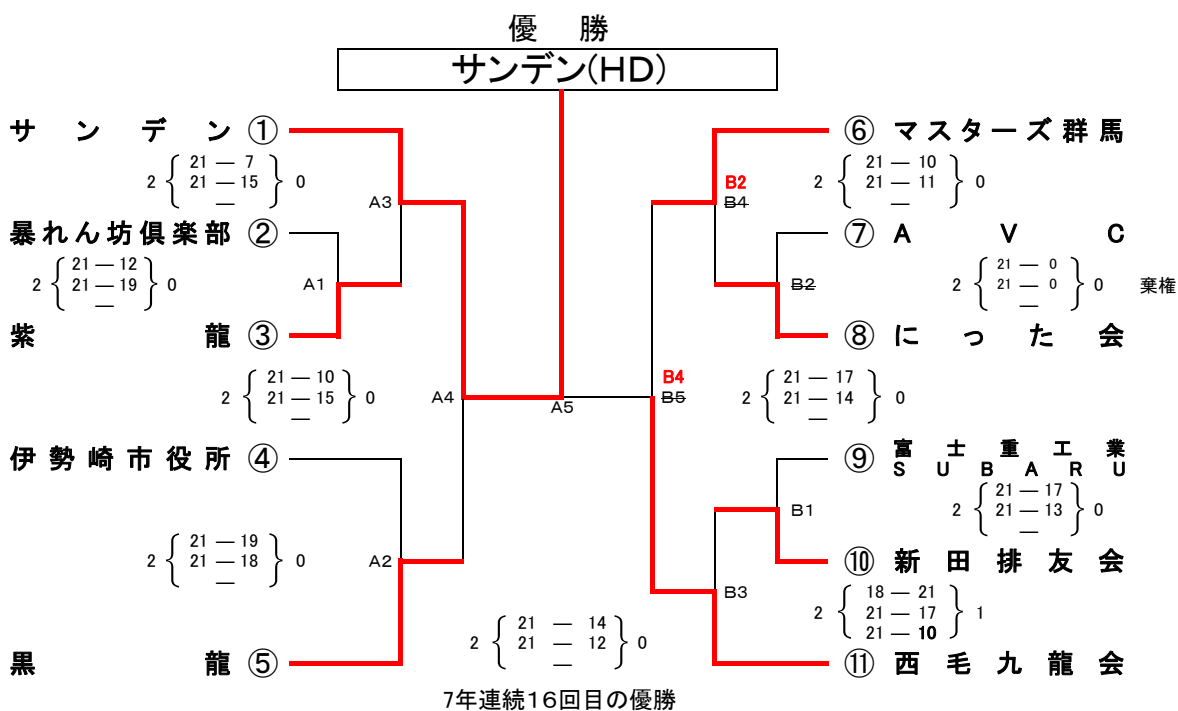 優　勝
サンデン(HD)
サンデン ①
2 { 21 — 7 } 0
21 — 15
—
A3
暴れん坊倶楽部 ②
2 { 21 — 12 } 0
21 — 19
—
A1
紫龍 ③
2 { 21 — 10 } 0
21 — 15
—
A4
伊勢崎市役所 ④
2 { 21 — 19 } 0
21 — 18
—
A2
黒龍 ⑤
A5
2 { 21 — 14 } 0
21 — 12
—
7年連続16回目の優勝
⑥ マスターズ群馬
2 { 21 — 10 } 0
21 — 11
—
B2
B4
⑦ AVC
2 { 21 — 0 } 0 棄権
21 — 0
—
B2
⑧ にった会
B4
B5
2 { 21 — 17 } 0
21 — 14
—
⑨ 富士重工業
SUBARU
2 { 21 — 17 } 0
21 — 13
—
B1
⑩ 新田排友会
2 { 18 — 21 } 1
21 — 17
21 — 10
B3
⑪ 西毛九龍会